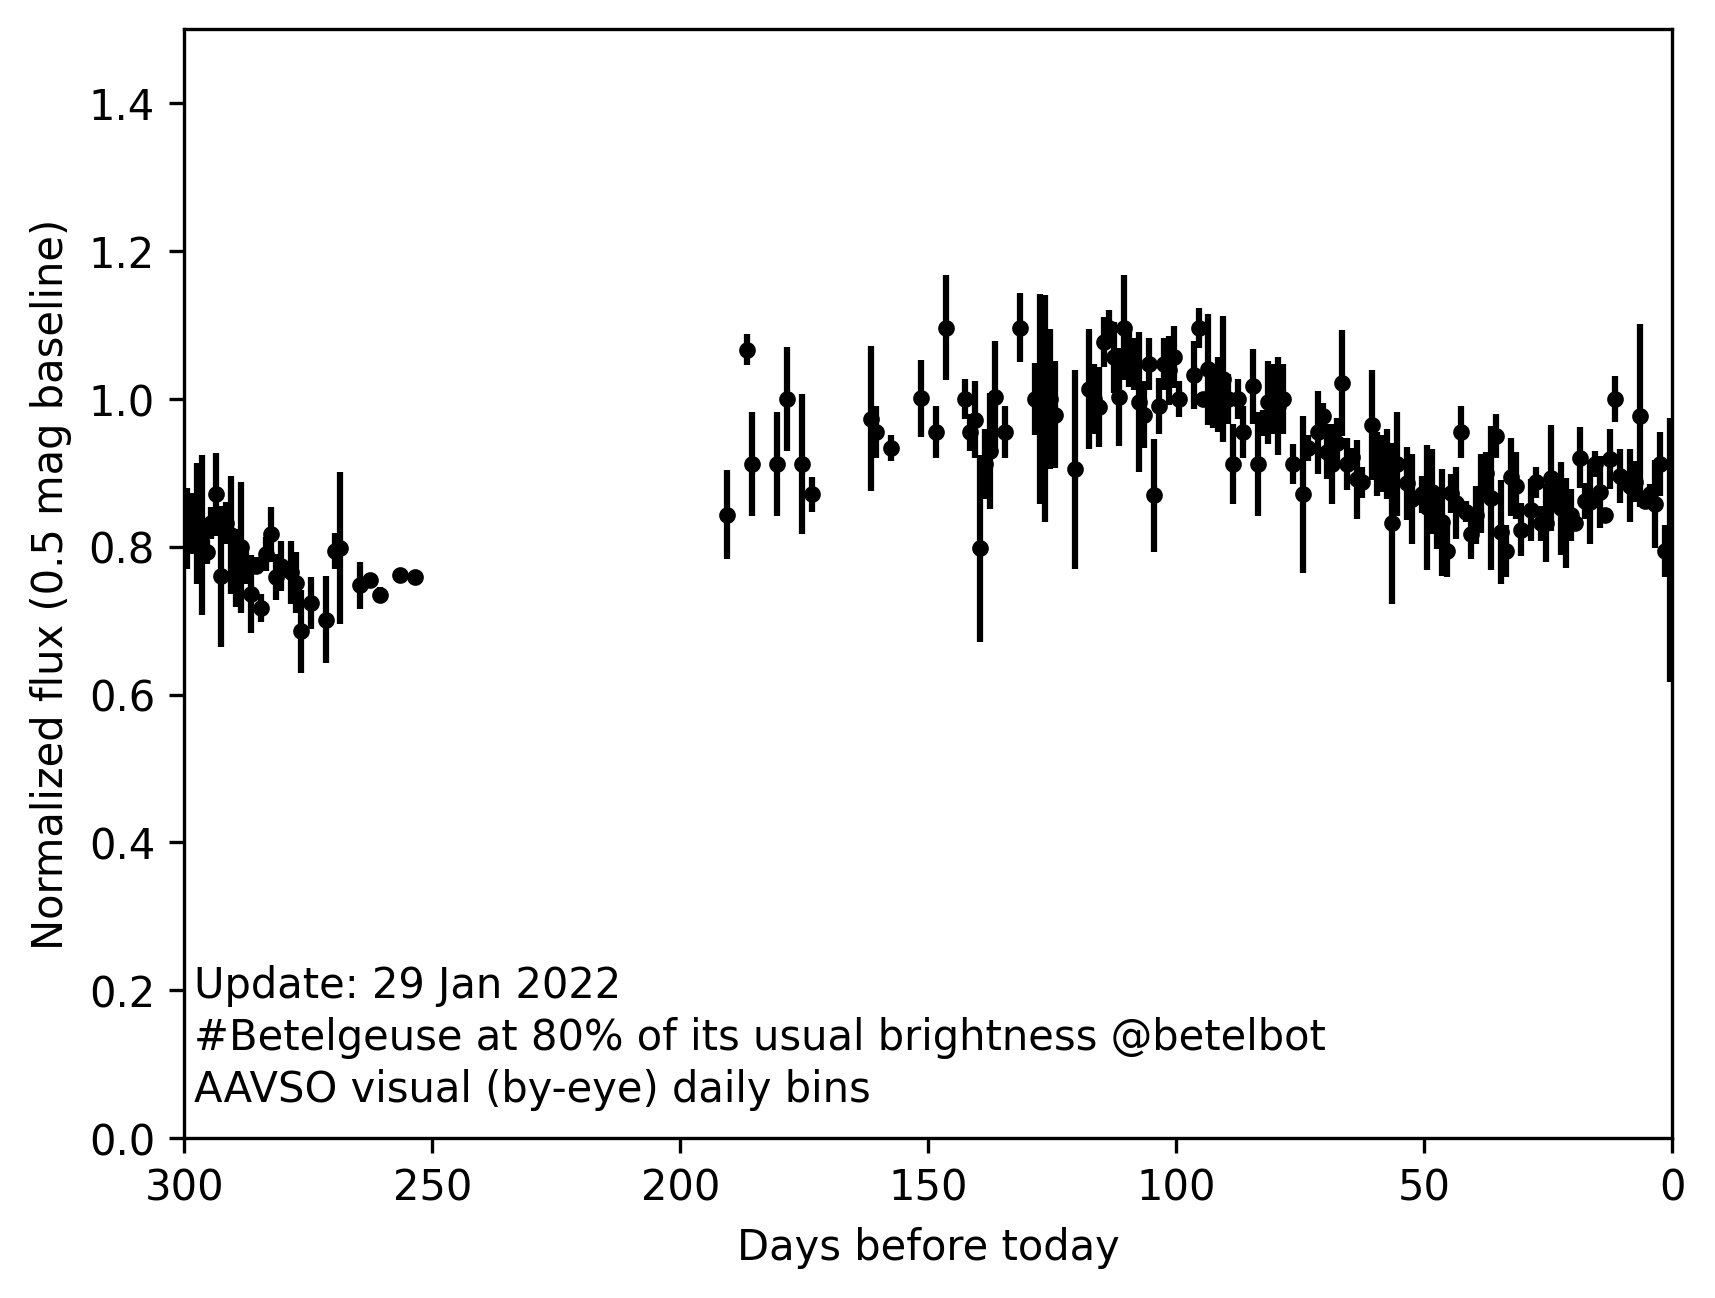 1.4
1.2
1.0
0.8
0.6
0.4
0.2
0.0
Normalized flux (0.5 mag baseline)
Update: 29 Jan 2022
#Betelgeuse at 80% of its usual brightness @betelbot
AAVSO visual (by-eye) daily bins
300 250 200 150 100 50 0
Days before today